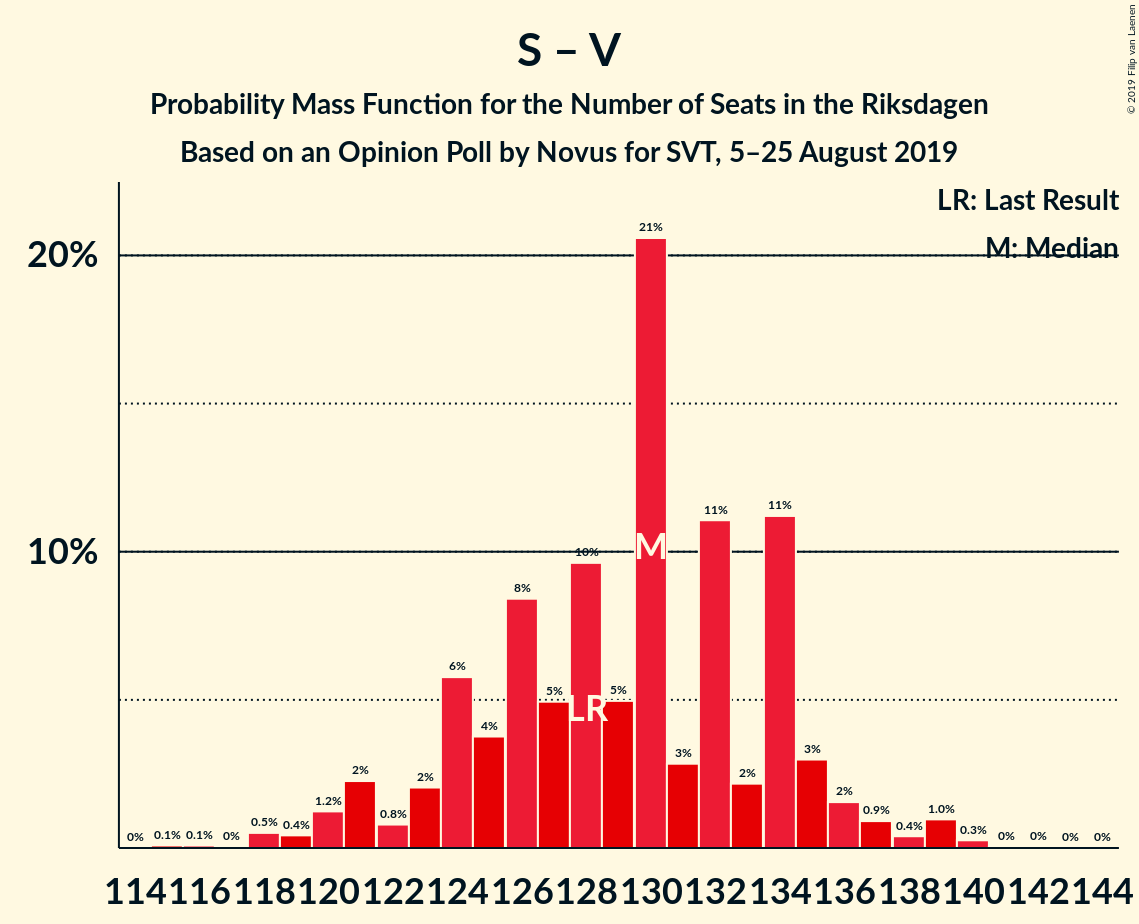 S – V
Probability Mass Function for the Number of Seats in the Riksdagen
Based on an Opinion Poll by Novus for SVT, 5–25 August 2019
© 2019 Filip van Laenen
LR: Last Result
M: Median
20%
10%
0% 0.1% 0.1% 0% 0.5% 0.4% 1.2% 2% 0.8% 2% 6% 4% 8% 5% 10% 5% 21% 3% 11% 2% 11% 3% 2% 0.9% 0.4% 1.0% 0.3% 0% 0% 0% 0%
M
LR
114 116 118 120 122 124 126 128 130 132 134 136 138 140 142 144